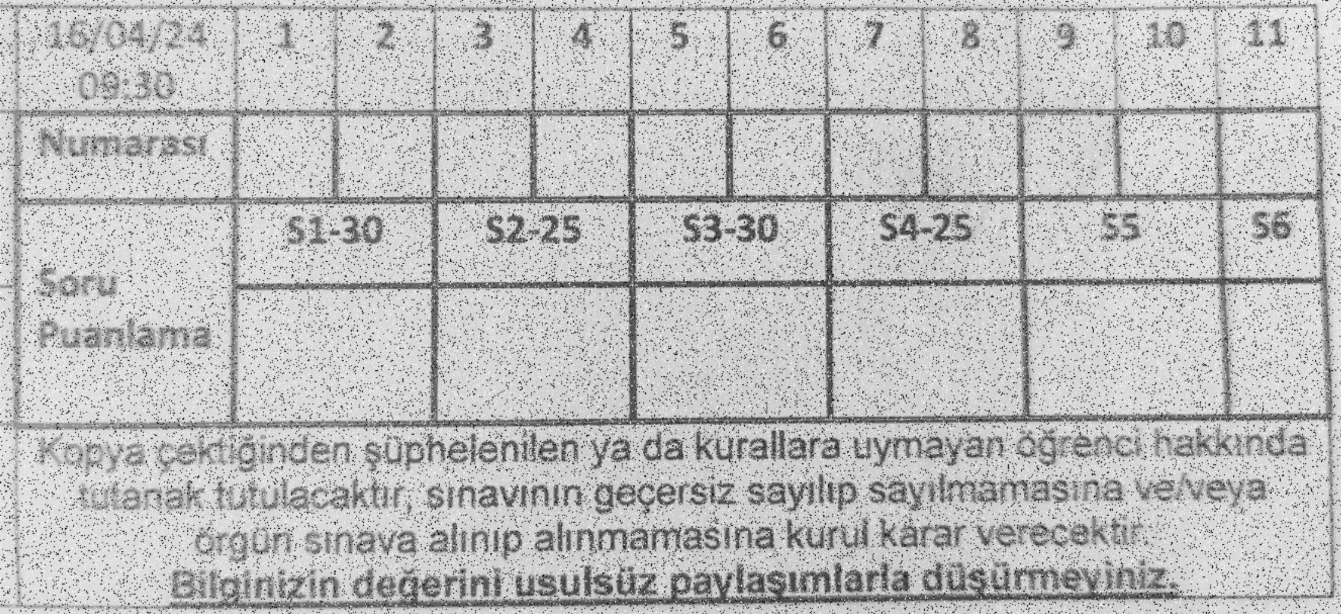 16/04/24 1 2 3 4 5 6 7 8 9 10 11
09:30
Numarası
S1-30 S2-25 S3-30 S4-25 S5 S6
Soru
Puanlama
Kopya çektiğinden şüphelenilen ya da kurallara uymayan öğrenci hakkında
tutanak tutulacaktır, sınavının geçersiz sayılıp sayılmamasına ve/veya
örgün sınava alınıp alınmamasına kurul karar verecektir.
Bilginizin değerini usulsüz paylaşımlarla düşürmeyiniz.